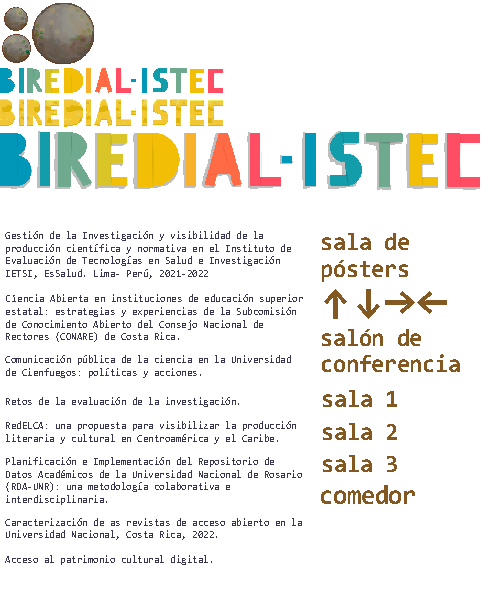 BIREDIAL-ISTEC
BIREDIAL-ISTEC
BIREDIAL-ISTEC
Gestión de la Investigación y visibilidad de la
producción científica y normativa en el Instituto de
Evaluación de Tecnologías en Salud e Investigación
IETSI, EsSalud. Lima- Perú, 2021-2022
Ciencia Abierta en instituciones de educación superior
estatal: estrategias y experiencias de la Subcomisión
de Conocimiento Abierto del Consejo Nacional de
Rectores (CONARE) de Costa Rica.
Comunicación pública de la ciencia en la Universidad
de Cienfuegos: políticas y acciones.
Retos de la evaluación de la investigación.
RedELCA: una propuesta para visibilizar la producción
literaria y cultural en Centroamérica y el Caribe.
Planificación e Implementación del Repositorio de
Datos Académicos de la Universidad Nacional de Rosario
(RDA-UNR): una metodología colaborativa e
interdisciplinaria.
Caracterización de as revistas de acceso abierto en la
Universidad Nacional, Costa Rica, 2022.
Acceso al patrimonio cultural digital.
sala de
pósters
↑↓→←
salón de
conferencia
sala 1
sala 2
sala 3
comedor